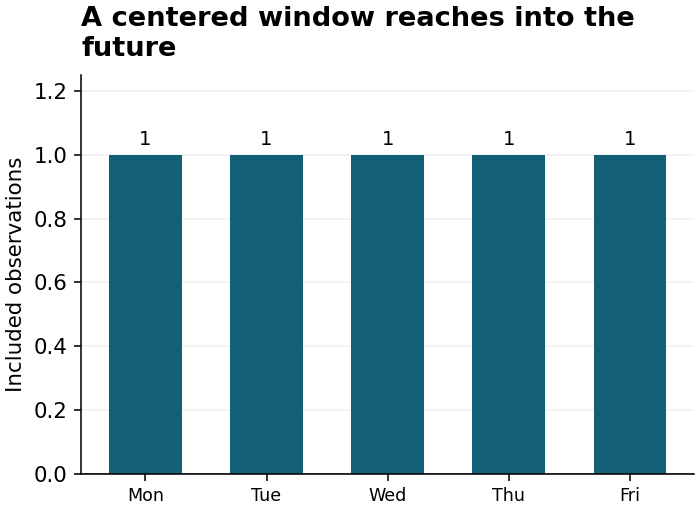 A centered window reaches into the
future
Included observations
1.2
1.0
0.8
0.6
0.4
0.2
0.0
1 1 1 1 1
Mon Tue Wed Thu Fri